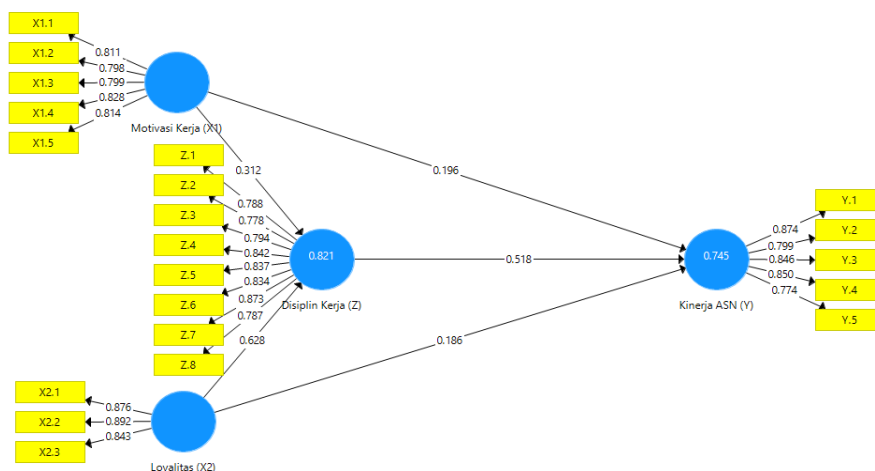 X1.1
X1.2
X1.3
X1.4
X1.5
0.811
0.798
0.799
0.828
0.814
Motivasi Kerja (X1)
0.312
0.196
Z.1
Z.2
Z.3
Z.4
Z.5
Z.6
Z.7
Z.8
0.788
0.778
0.794
0.842
0.837
0.834
0.873
0.787
0.821
Disiplin Kerja (Z)
0.518
0.628
0.186
0.745
Kinerja ASN (Y)
0.874
0.799
0.846
0.850
0.774
Y.1
Y.2
Y.3
Y.4
Y.5
X2.1
X2.2
X2.3
0.876
0.892
0.843
Loyalitas (X2)